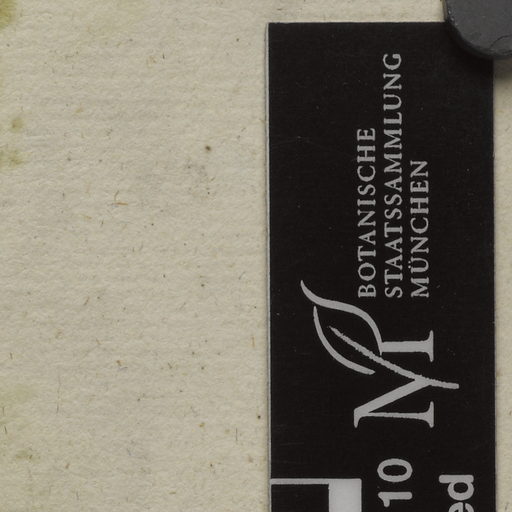 BOTANISCHE
STAATSSAMMLUNG
MÜNCHEN
M
10
ed